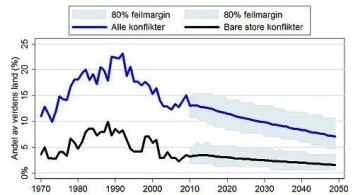 80% feilmargin 80% feilmargin
Alle konflikter Bare store konflikter
Andel av verdens land (%)
25
20
15
10
5
0%
1970 1980 1990 2000 2010 2020 2030 2040 2050